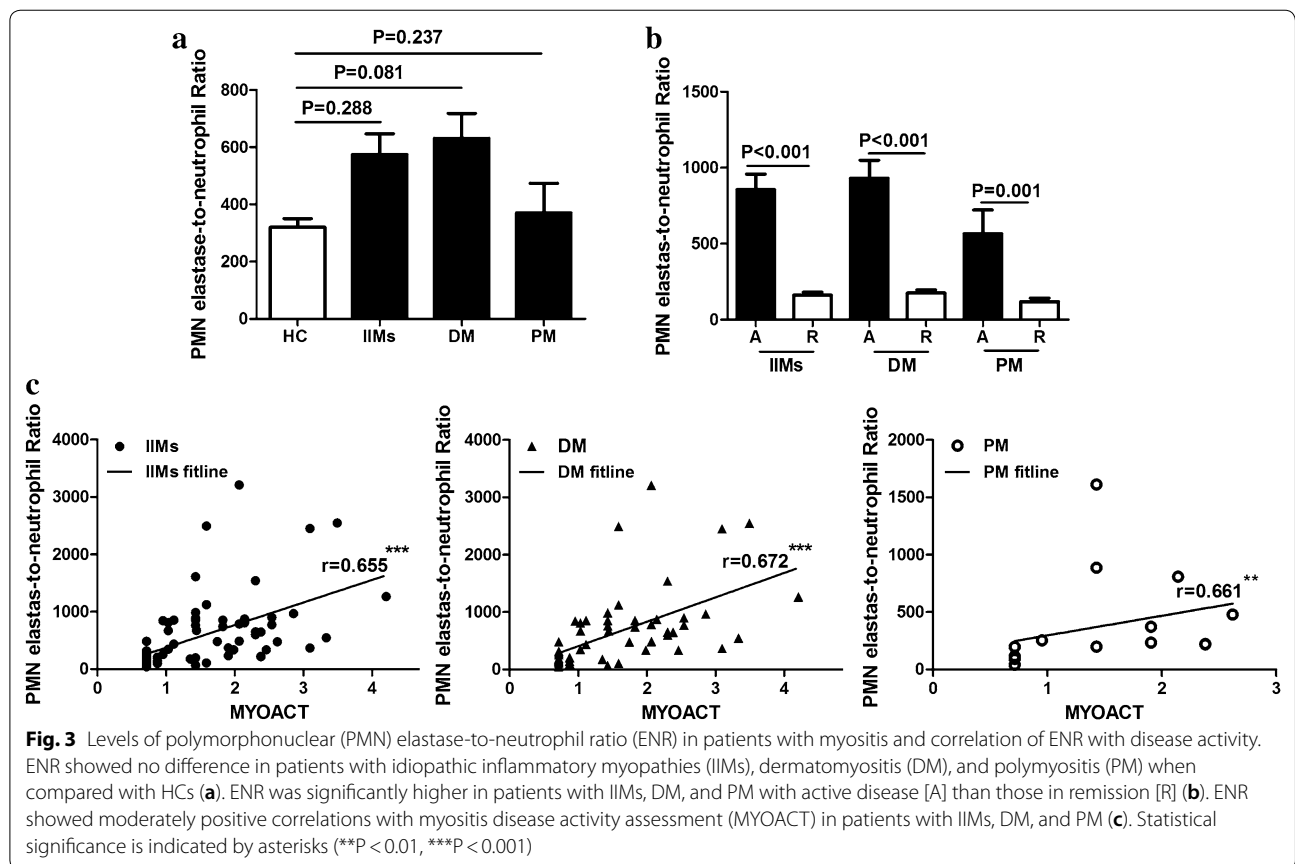 a
P=0.237
P=0.081
P=0.288
PMN elastase-to-neutrophil Ratio
800
600
400
200
0
HC IIMs DM PM
b
PMN elastas-to-neutrophil Ratio
1500
1000
500
0
P<0.001
P<0.001
P=0.001
A R A R A R
IIMs DM PM
c
PMN elastas-to-neutrophil Ratio
4000
3000
2000
1000
0
IIMs
IIMs fitline
r=0.655***
0 1 2 3 4
MYOACT
PMN elastas-to-neutrophil Ratio
4000
3000
2000
1000
0
DM
DM fitline
r=0.672***
0 1 2 3 4
MYOACT
PMN elastas-to-neutrophil Ratio
2000
1500
1000
500
0
PM
PM fitline
r=0.661**
0 1 2 3
MYOACT
Fig. 3 Levels of polymorphonuclear (PMN) elastase-to-neutrophil ratio (ENR) in patients with myositis and correlation of ENR with disease activity.
ENR showed no difference in patients with idiopathic inflammatory myopathies (IIMs), dermatomyositis (DM), and polymyositis (PM) when
compared with HCs (a). ENR was significantly higher in patients with IIMs, DM, and PM with active disease [A] than those in remission [R] (b). ENR
showed moderately positive correlations with myositis disease activity assessment (MYOACT) in patients with IIMs, DM, and PM (c). Statistical
significance is indicated by asterisks (**P < 0.01, ***P < 0.001)